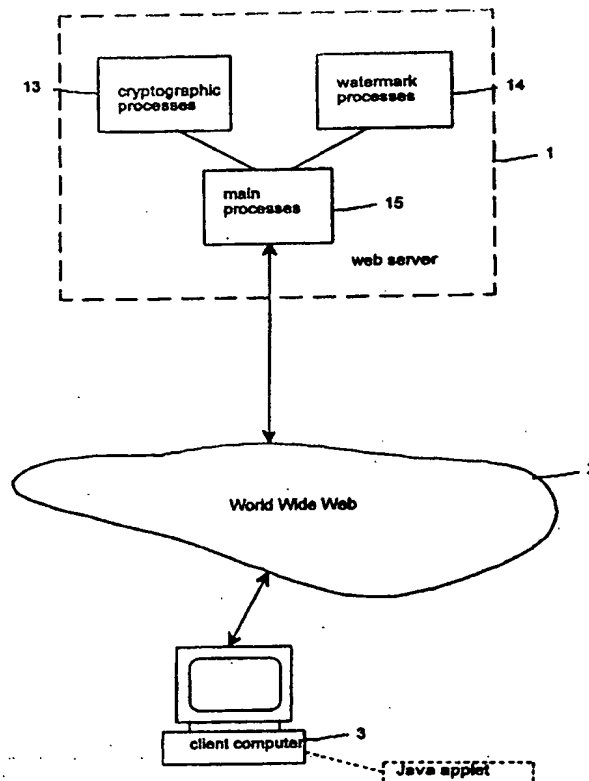 13
cryptographic
processes
watermark
processes
14
1
main
processes
15
web server
World Wide Web
client computer
3
Java applet